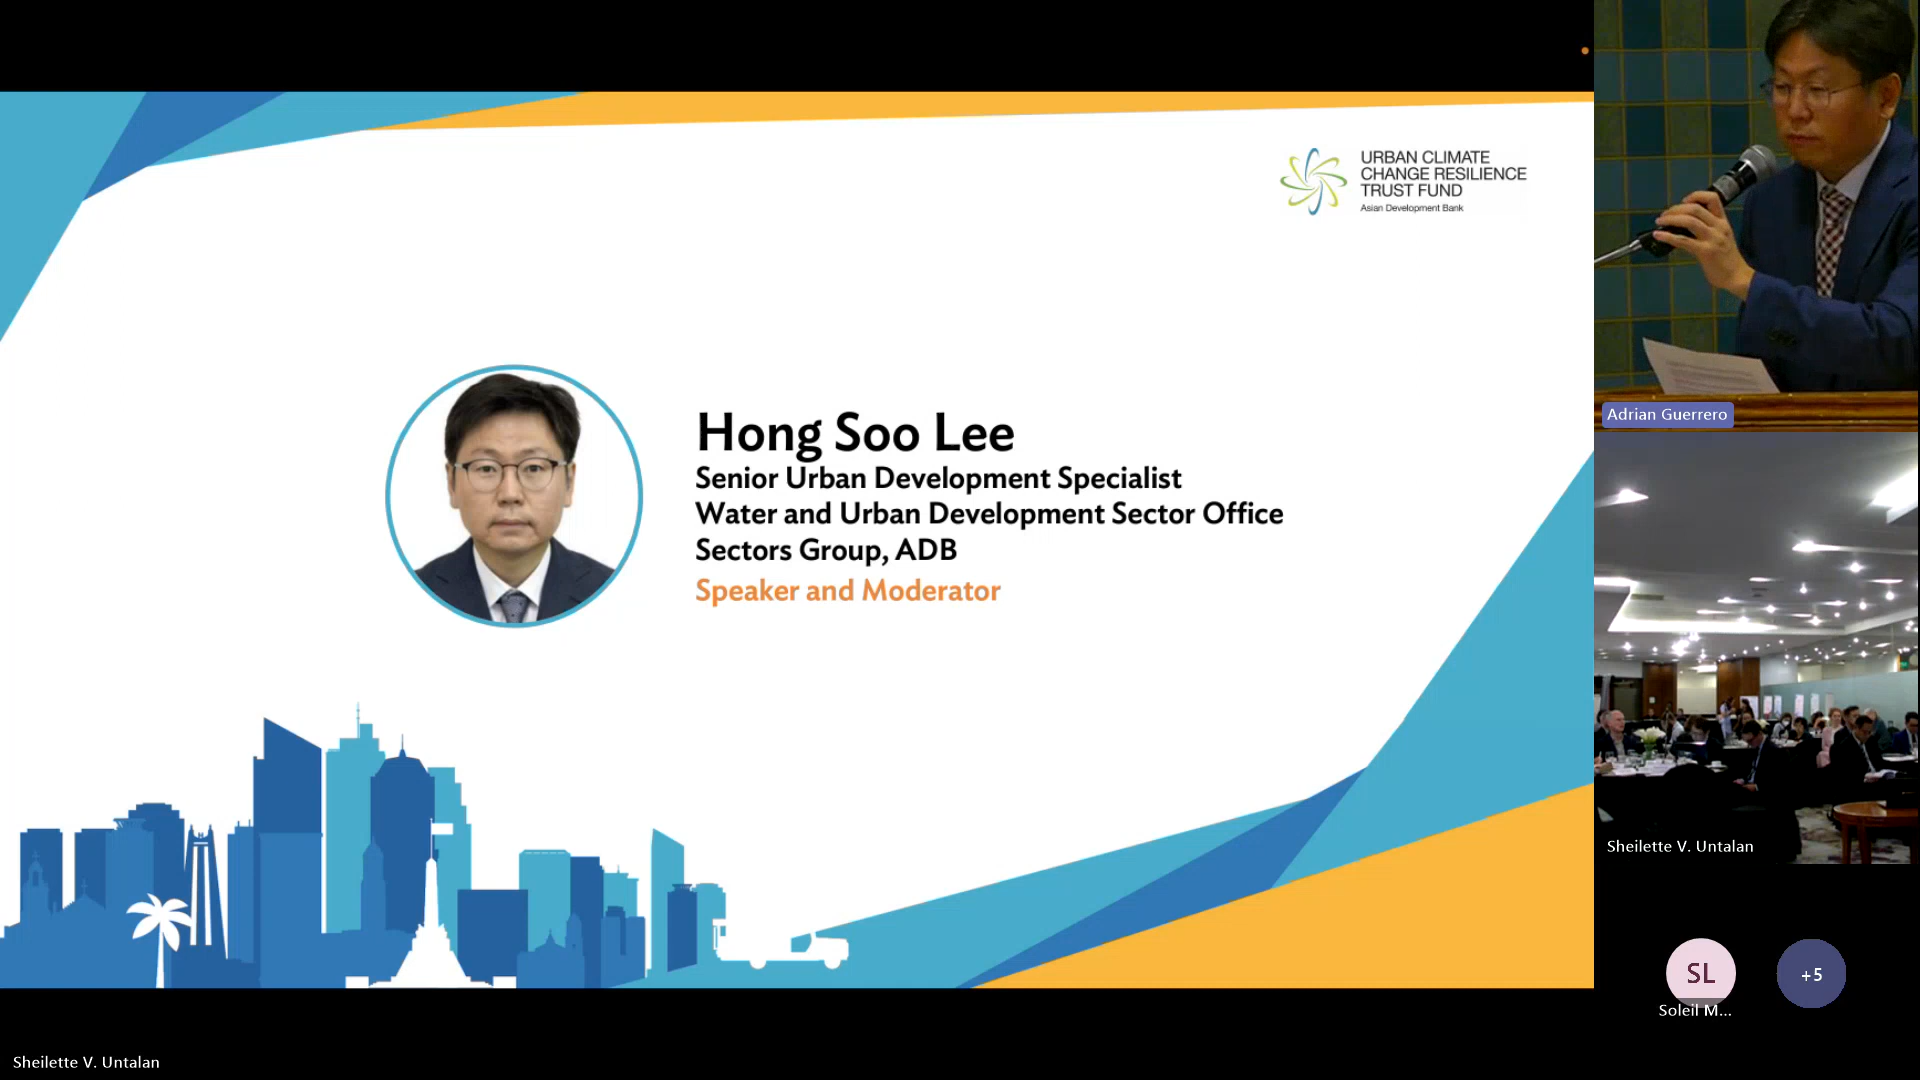 URBAN CLIMATE
CHANGE RESILIENCE
TRUST FUND
Asian Development Bank
Hong Soo Lee
Senior Urban Development Specialist
Water and Urban Development Sector Office
Sectors Group, ADB
Speaker and Moderator
Adrian Guerrero
Sheilette V. Untalan
SL
+5
Soleil M...
Sheilette V. Untalan